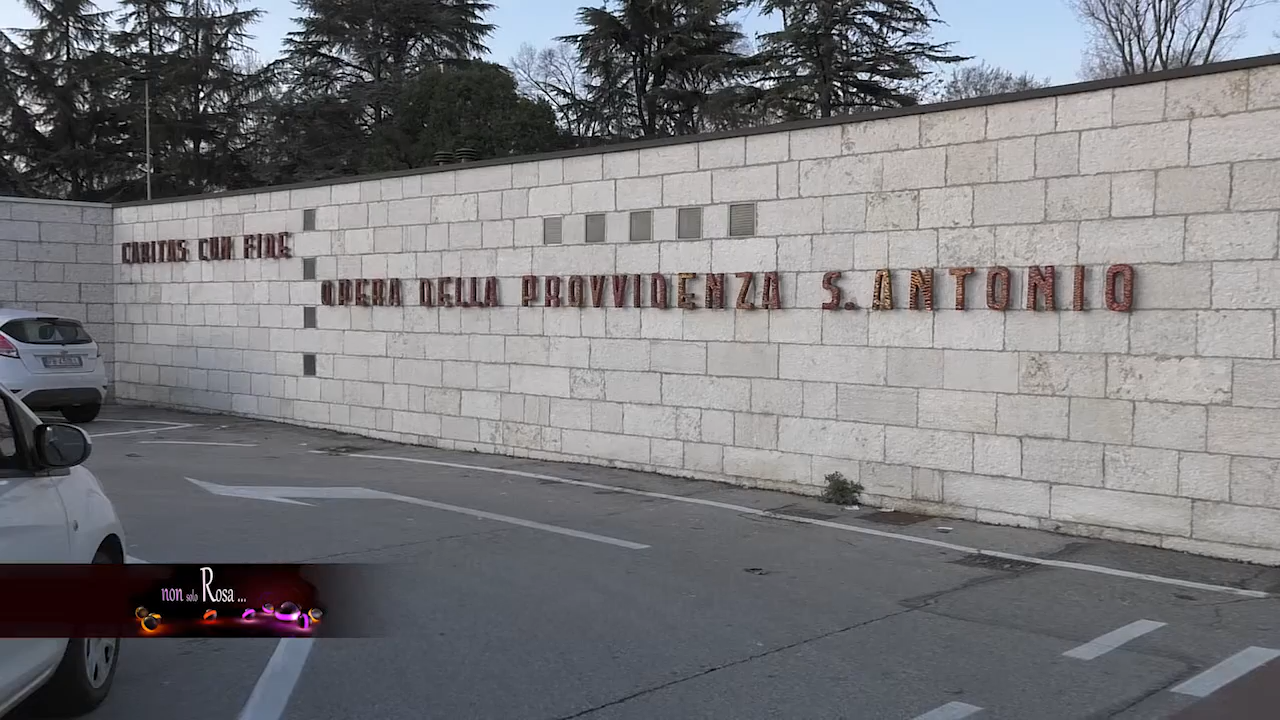 CARITAS CUM FIDE
OPERA DELLA PROVVIDENZA S. ANTONIO
non solo Rosa ...